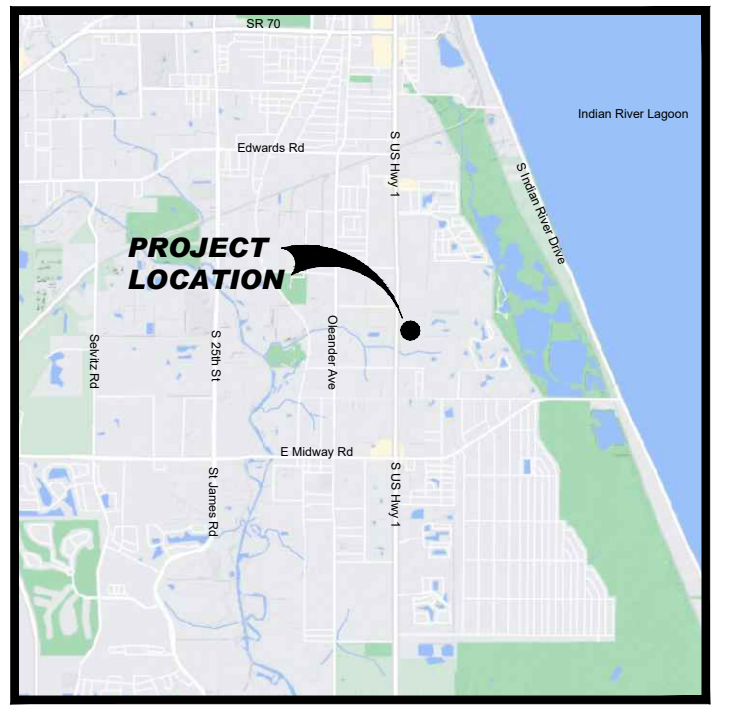 SR 70
Indian River Lagoon
Edwards Rd
S US Hwy 1
S Indian River Drive
PROJECT
LOCATION
Selvitz Rd
S 25th St
Oleander Ave
E Midway Rd
St James Rd
S US Hwy 1